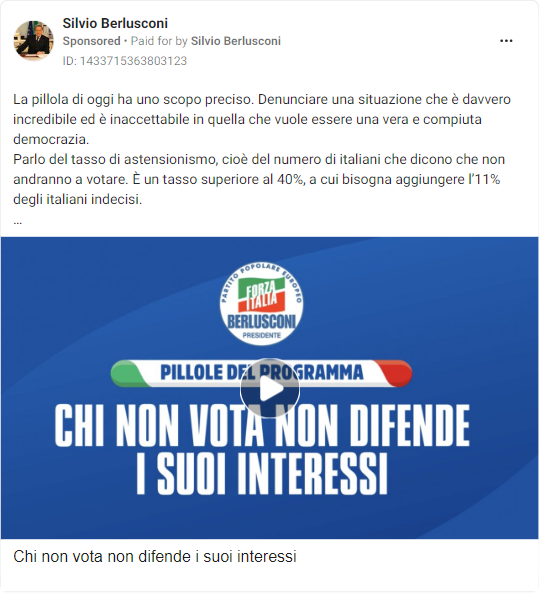 Silvio Berlusconi
Sponsored • Paid for by Silvio Berlusconi
ID: 1433715363803123
La pillola di oggi ha uno scopo preciso. Denunciare una situazione che è davvero
incredibile ed è inaccettabile in quella che vuole essere una vera e compiuta
democrazia.
Parlo del tasso di astensionismo, cioè del numero di italiani che dicono che non
andranno a votare. È un tasso superiore al 40%, a cui bisogna aggiungere l'11%
degli italiani indecisi.
...
PARTITO POPOLARE EUROPEO
FORZA
ITALIA
BERLUSCONI
PRESIDENTE
PILLOLE DEL PROGRAMMA
CHI NON VOTA NON DIFENDE
I SUOI INTERESSI
Chi non vota non difende i suoi interessi